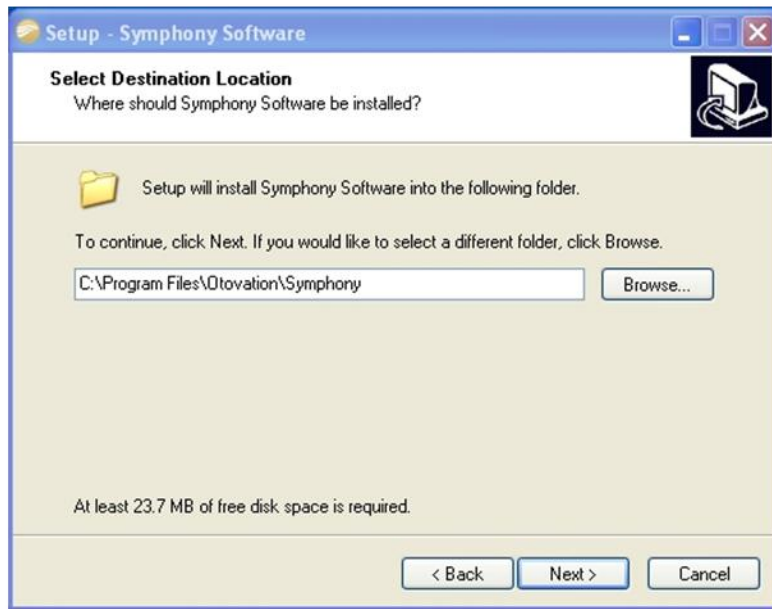 Setup - Symphony Software
Select Destination Location
Where should Symphony Software be installed?
Setup will install Symphony Software into the following folder.
To continue, click Next. If you would like to select a different folder, click Browse.
C:\Program Files\Otovation\Symphony
Browse...
At least 23.7 MB of free disk space is required.
< Back
Next >
Cancel